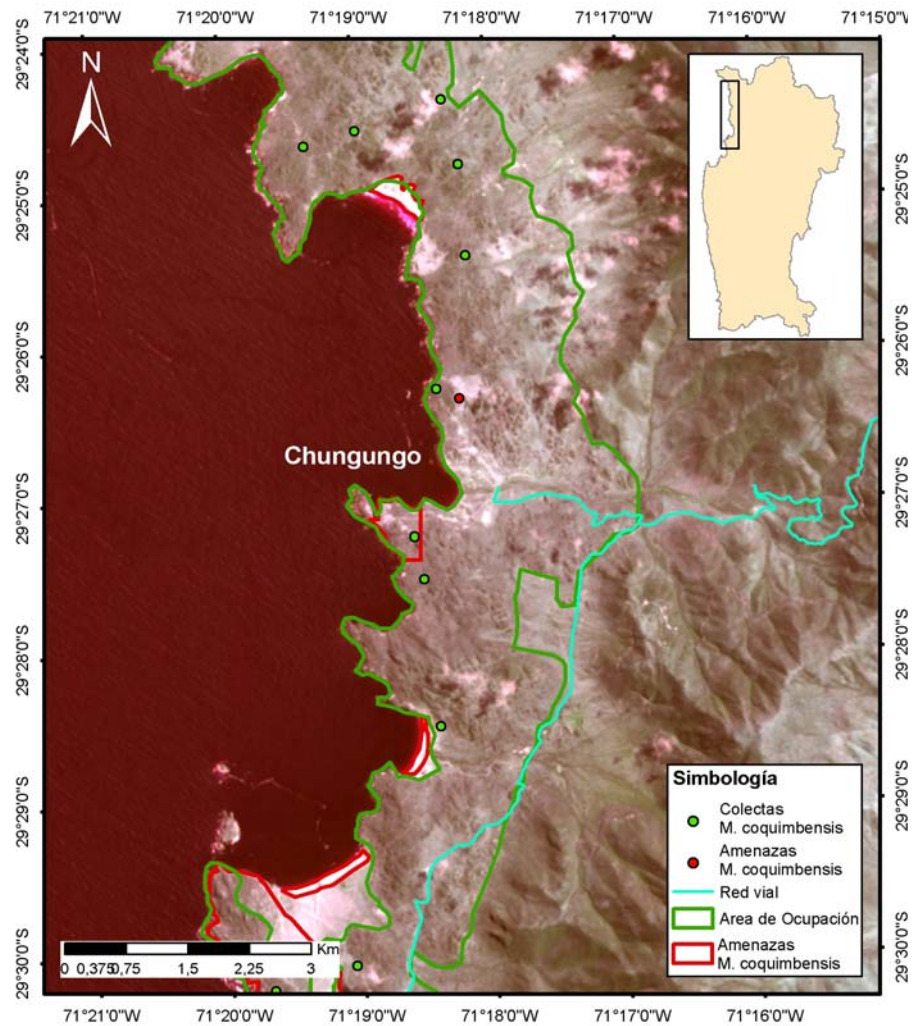 71°21'0"W 71°20'0"W 71°19'0"W 71°18'0"W 71°17'0"W 71°16'0"W 71°15'0"W
29°24'0"S
29°25'0"S
29°26'0"S
29°27'0"S
29°28'0"S
29°29'0"S
29°30'0"S
N
Chungungo
29°25'0"S
29°26'0"S
29°27'0"S
29°28'0"S
29°29'0"S
29°30'0"S
Simbología
Colectas
M. coquimbensis
Amenazas
M. coquimbensis
Red vial
Area de Ocupación
Amenazas
M. coquimbensis
Km
0 0,375 0,75 1,5 2,25 3
71°21'0"W 71°20'0"W 71°19'0"W 71°18'0"W 71°17'0"W 71°16'0"W